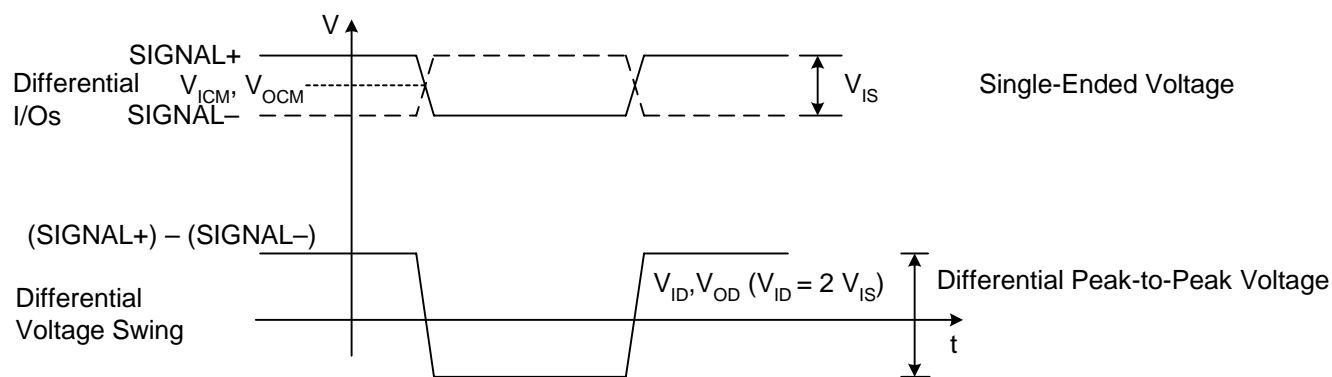 V
SIGNAL+
Differential I/Os
V_ICM, V_OCM
SIGNAL–
V_IS
Single-Ended Voltage
(SIGNAL+) – (SIGNAL–)
Differential Voltage Swing
V_ID, V_OD (V_ID = 2 V_IS)
Differential Peak-to-Peak Voltage
t